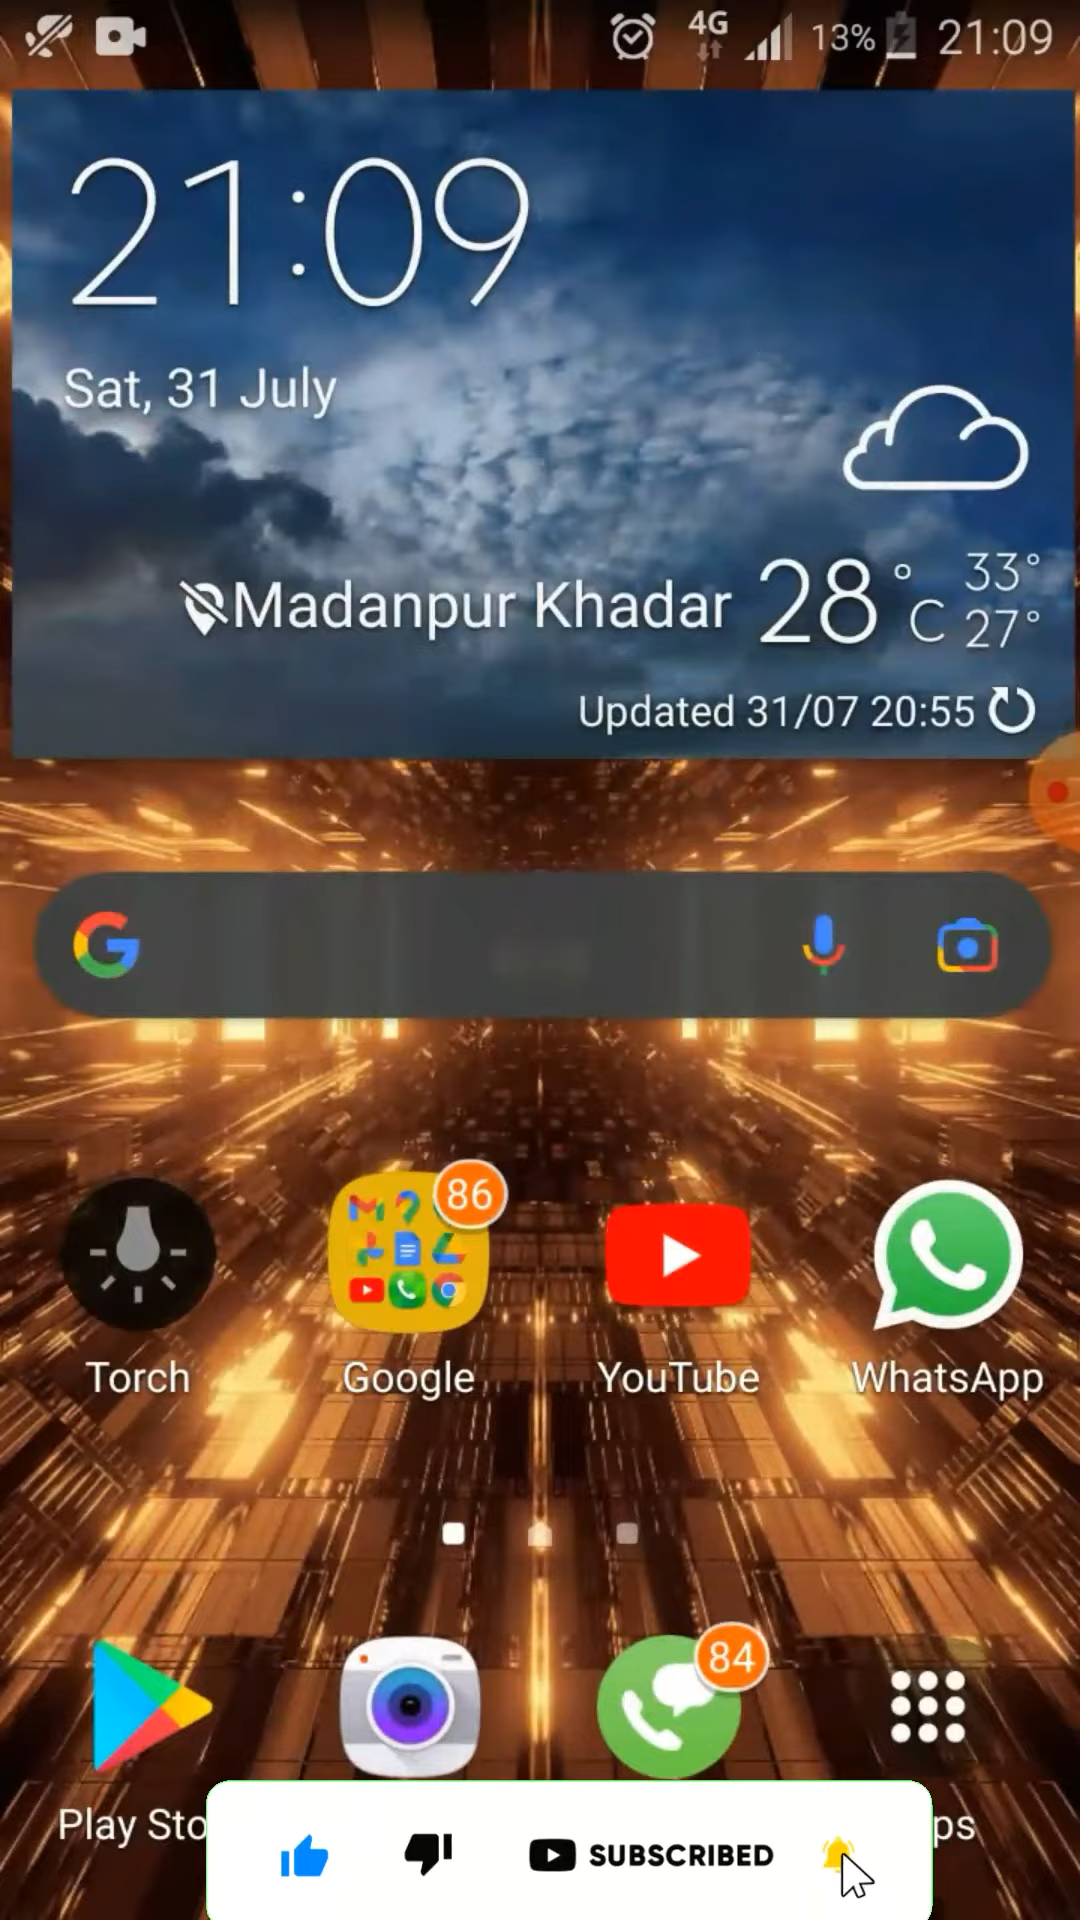 4G 13% 21:09
21:09
Sat, 31 July
Madanpur Khadar 28° C 33° 27°
Updated 31/07 20:55
86
Torch Google YouTube WhatsApp
84
Play Sto ps
SUBSCRIBED